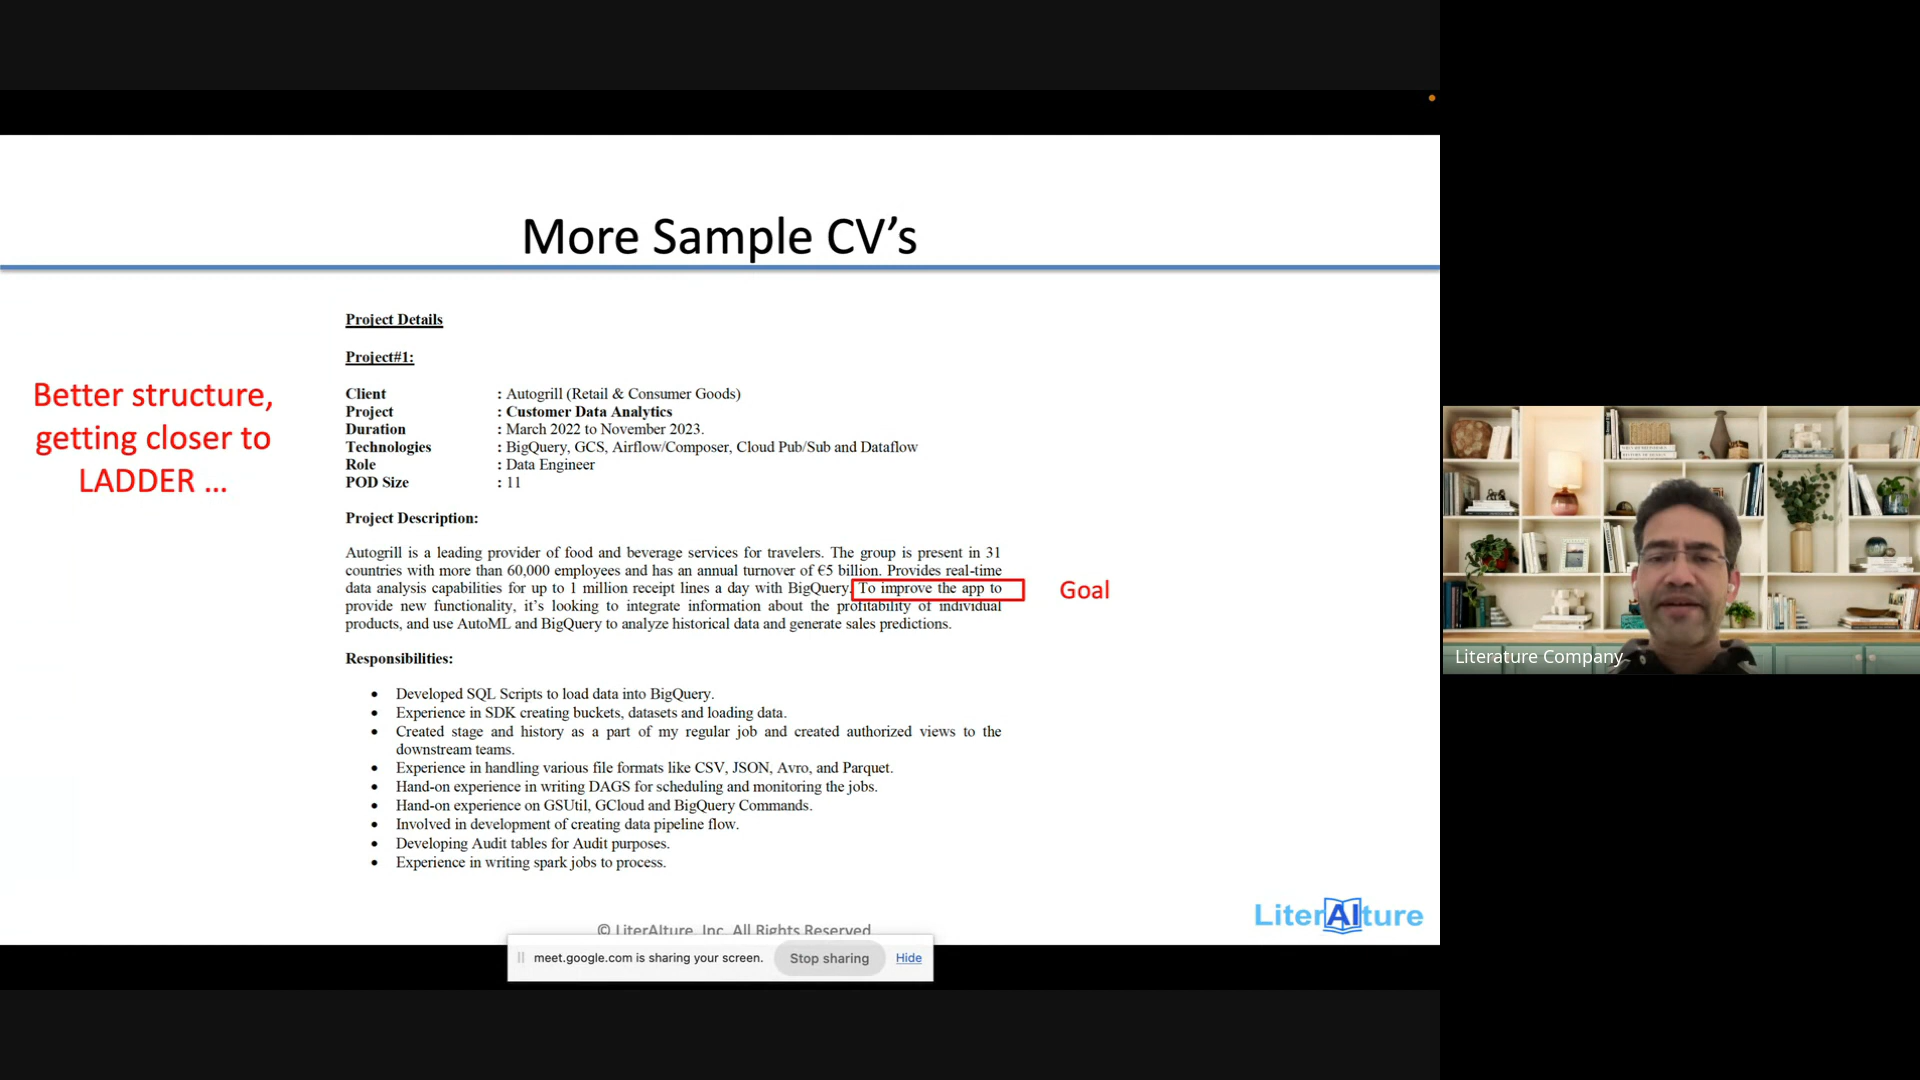 More Sample CV's
Better structure,
getting closer to
LADDER ...
Project Details
Project#1:
Client : Autogrill (Retail & Consumer Goods)
Project : Customer Data Analytics
Duration : March 2022 to November 2023.
Technologies : BigQuery, GCS, Airflow/Composer, Cloud Pub/Sub and Dataflow
Role : Data Engineer
POD Size : 11
Project Description:
Autogrill is a leading provider of food and beverage services for travelers. The group is present in 31
countries with more than 60,000 employees and has an annual turnover of €5 billion. Provides real-time
data analysis capabilities for up to 1 million receipt lines a day with BigQuery. To improve the app to
provide new functionality, it's looking to integrate information about the profitability of individual
products, and use AutoML and BigQuery to analyze historical data and generate sales predictions.
Goal
Responsibilities:
• Developed SQL Scripts to load data into BigQuery.
• Experience in SDK creating buckets, datasets and loading data.
• Created stage and history as a part of my regular job and created authorized views to the
downstream teams.
• Experience in handling various file formats like CSV, JSON, Avro, and Parquet.
• Hand-on experience in writing DAGS for scheduling and monitoring the jobs.
• Hand-on experience on GSUtil, GCloud and BigQuery Commands.
• Involved in development of creating data pipeline flow.
• Developing Audit tables for Audit purposes.
• Experience in writing spark jobs to process.
© LiterAIture, Inc. All Rights Reserved
LiterAIture
meet.google.com is sharing your screen. Stop sharing Hide
Literature Company